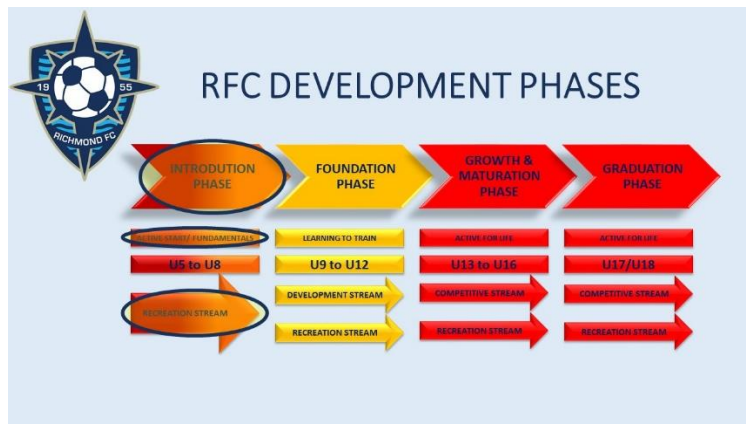 19 55
RICHMOND FC
RFC DEVELOPMENT PHASES
INTRODUTION
PHASE
FOUNDATION
PHASE
GROWTH &
MATURATION
PHASE
GRADUATION
PHASE
ACTIVE START/ FUNDAMENTALS
LEARNING TO TRAIN
ACTIVE FOR LIFE
ACTIVE FOR LIFE
U5 to U8
U9 to U12
U13 to U16
U17/U18
RECREATION STREAM
DEVELOPMENT STREAM
COMPETITIVE STREAM
COMPETITIVE STREAM
RECREATION STREAM
RECREATION STREAM
RECREATION STREAM